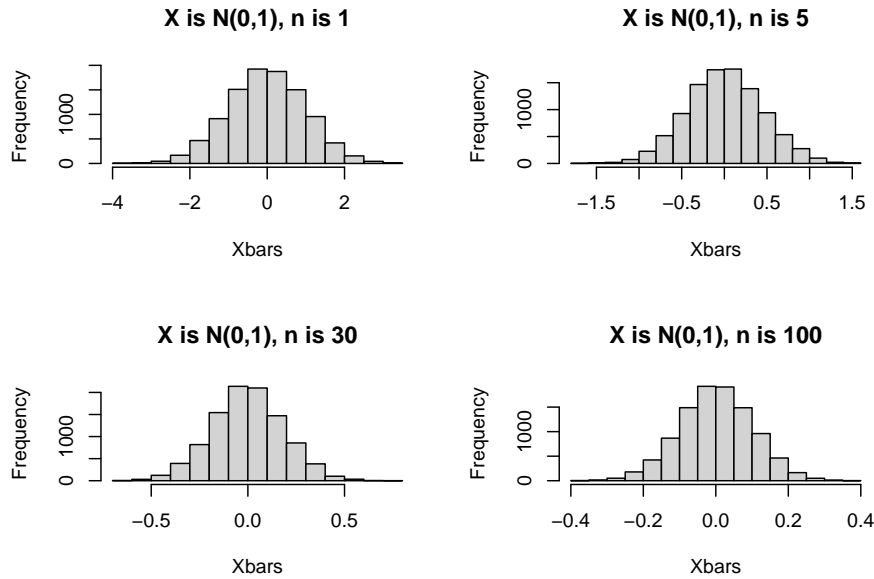 X is N(0,1), n is 1
Frequency
0
1000
−4
−2
0
2
Xbars
X is N(0,1), n is 5
Frequency
0
1000
−1.5
−0.5
0.5
1.5
Xbars
X is N(0,1), n is 30
Frequency
0
1000
−0.5
0.0
0.5
Xbars
X is N(0,1), n is 100
Frequency
0
1000
−0.4
−0.2
0.0
0.2
0.4
Xbars